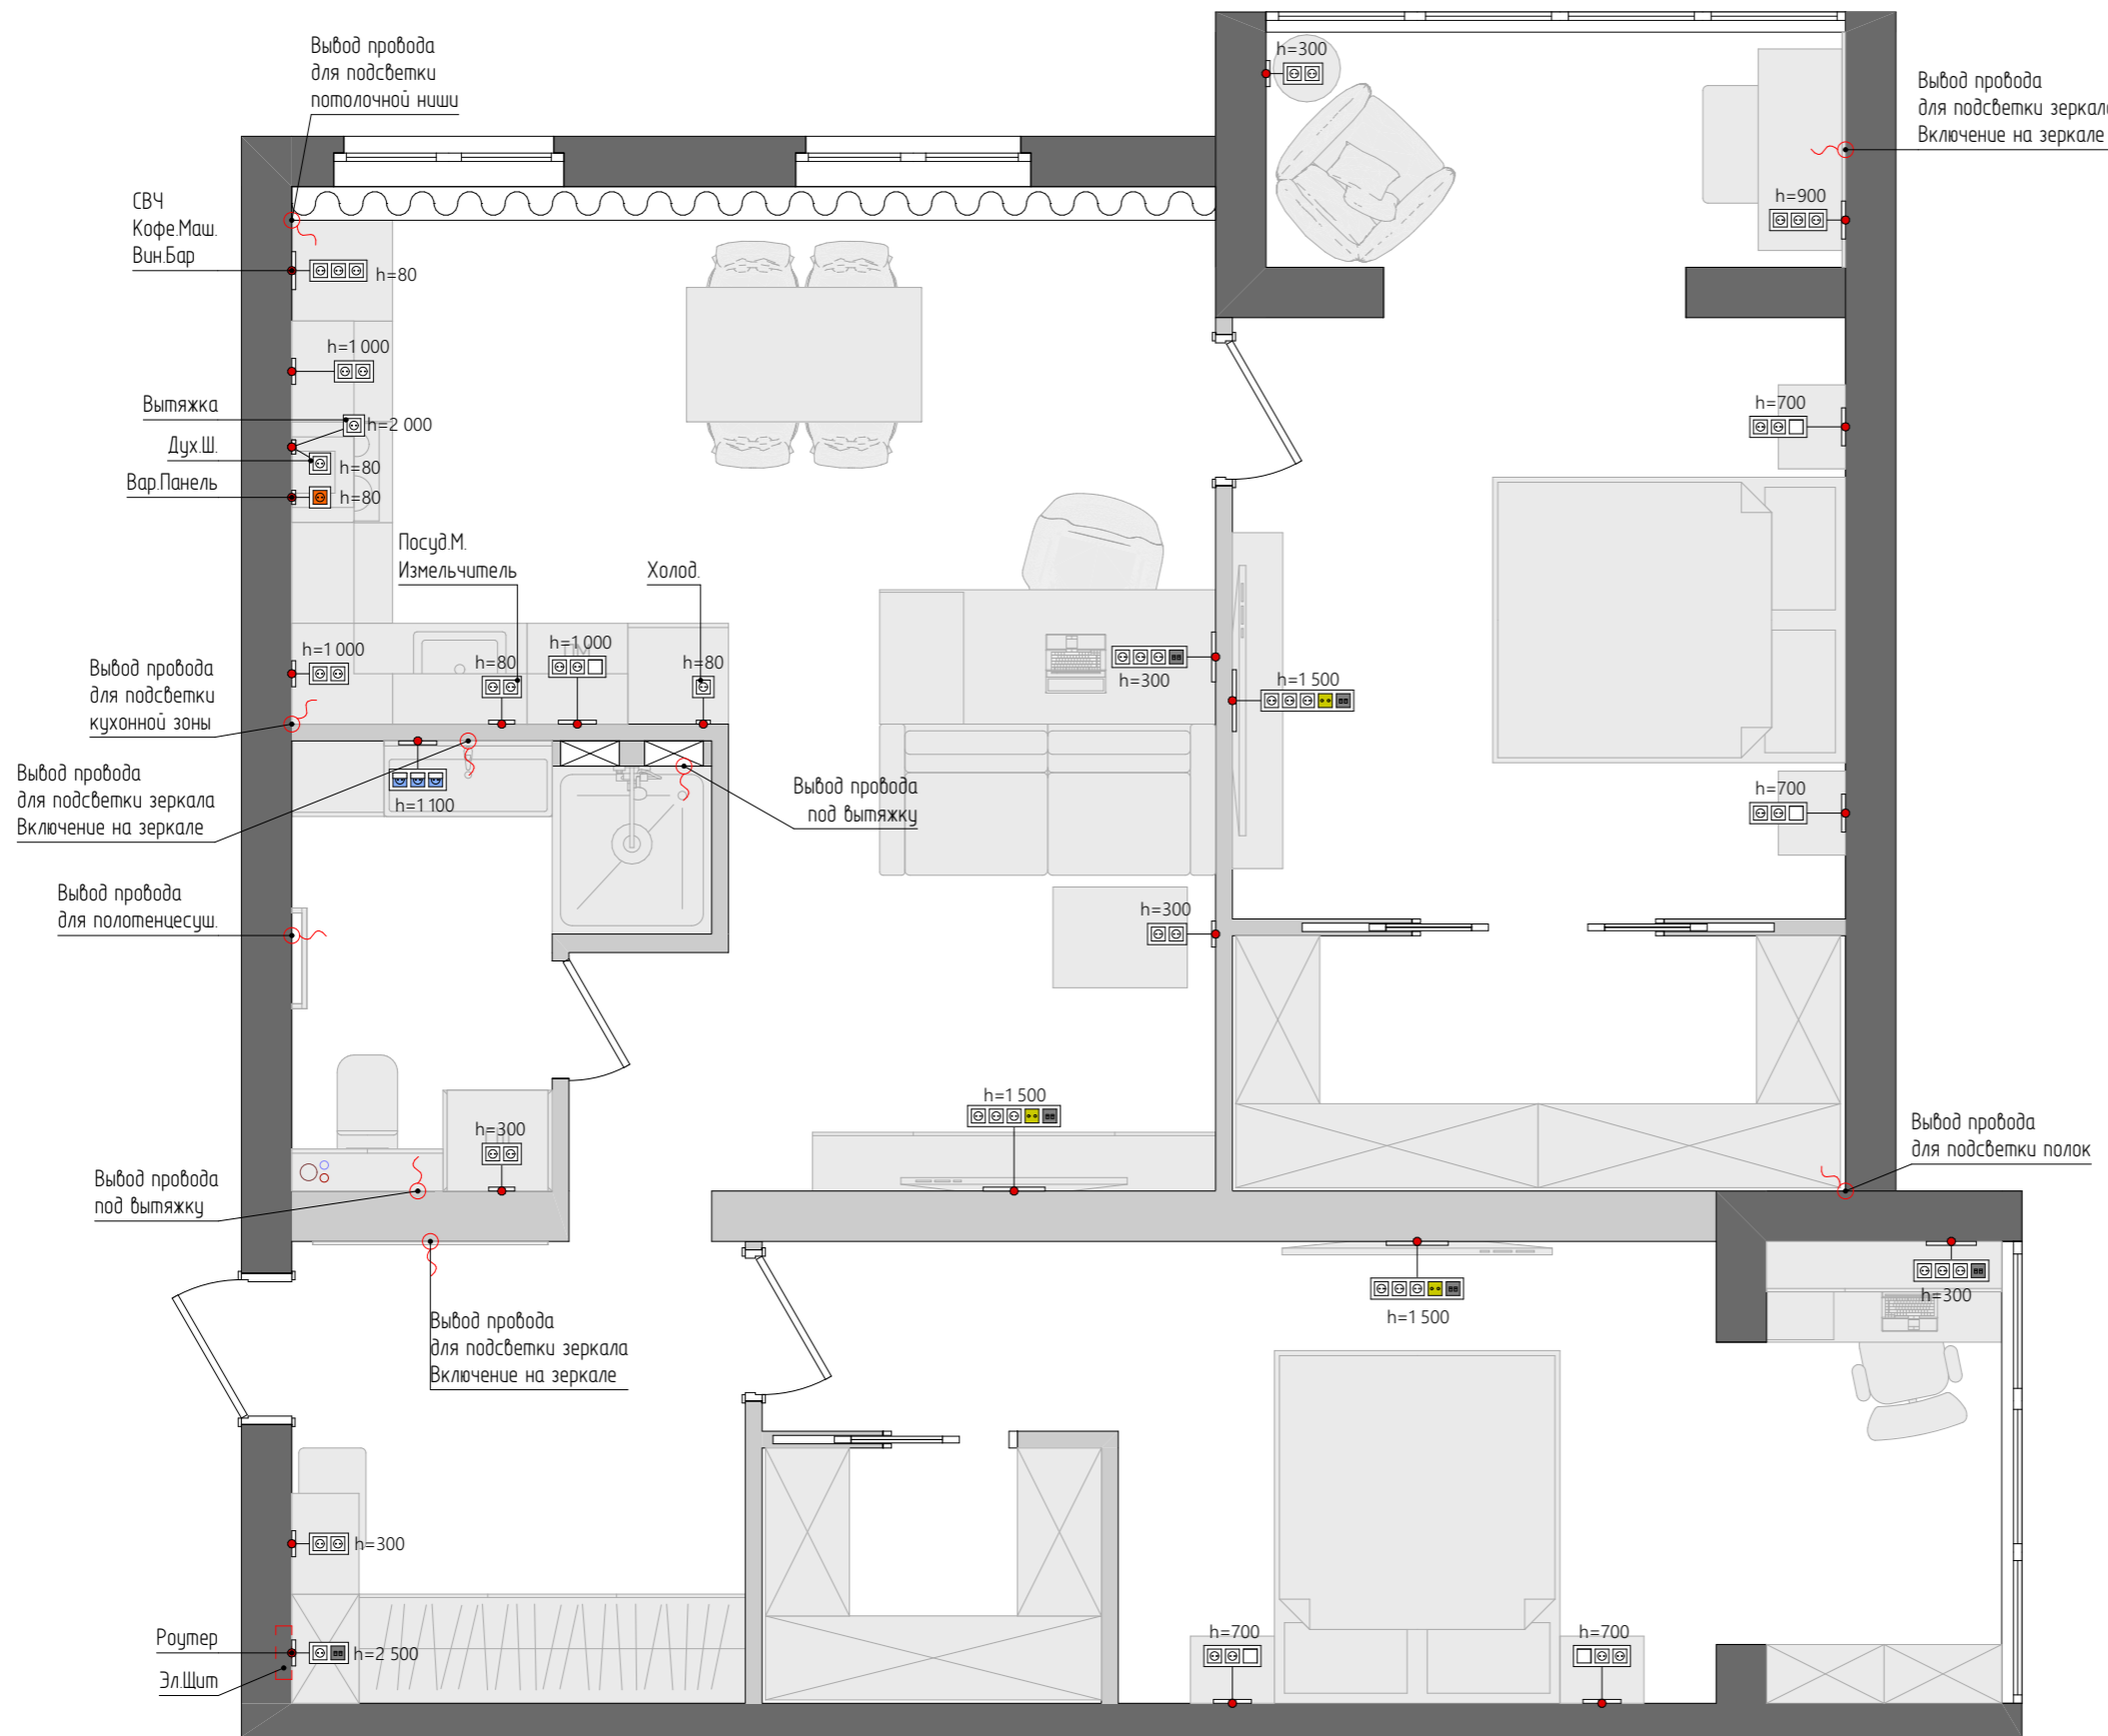 Вывод провода
для подсветки
потолочной ниши
h=300
Вывод провода
для подсветки зеркала
Включение на зеркале
h=900
СВЧ
Кофе.Маш.
Вин.Бар
h=80
h=1 000
Вытяжка
h=2 000
Дух.Ш.
h=80
Вар.Панель
h=80
h=700
Посуд.М.
Измельчитель
Холод.
h=1 000
h=80
h=1 000
h=80
h=300
h=1 500
Вывод провода
для подсветки
кухонной зоны
Вывод провода
для подсветки зеркала
Включение на зеркале
h=1 100
Вывод провода
под вытяжку
h=700
Вывод провода
для полотенцесуш.
h=300
h=1 500
h=300
Вывод провода
для подсветки полок
Вывод провода
под вытяжку
Вывод провода
для подсветки зеркала
Включение на зеркале
h=1 500
h=300
h=300
Роутер
h=2 500
Эл.Щит
h=700
h=700